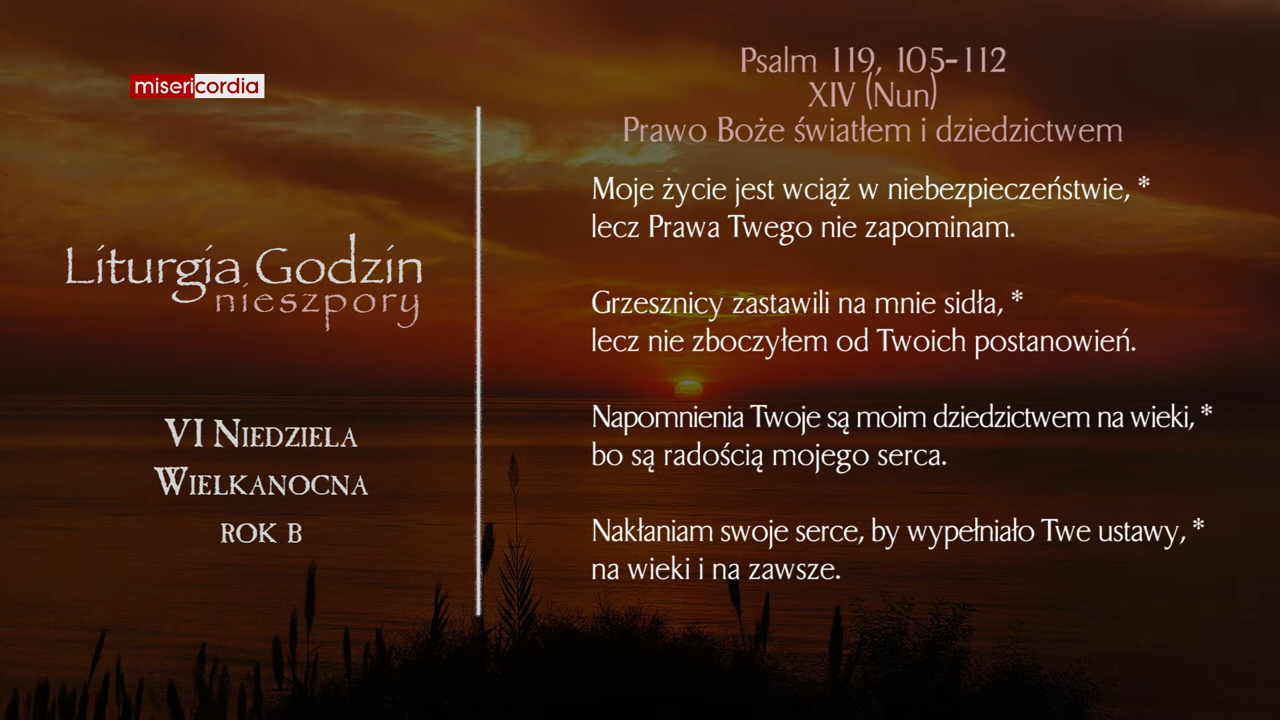 misericordia
Liturgia Godzin
nieszpory
VI Niedziela
Wielkanocna
rok B
Psalm 119, 105-112
XIV (Nun)
Prawo Boże światłem i dziedzictwem
Moje życie jest wciąż w niebezpieczeństwie, *
lecz Prawa Twego nie zapominam.
Grzesznicy zastawili na mnie sidła, *
lecz nie zboczyłem od Twoich postanowień.
Napomnienia Twoje są moim dziedzictwem na wieki, *
bo są radością mojego serca.
Nakłaniam swoje serce, by wypełniało Twe ustawy, *
na wieki i na zawsze.